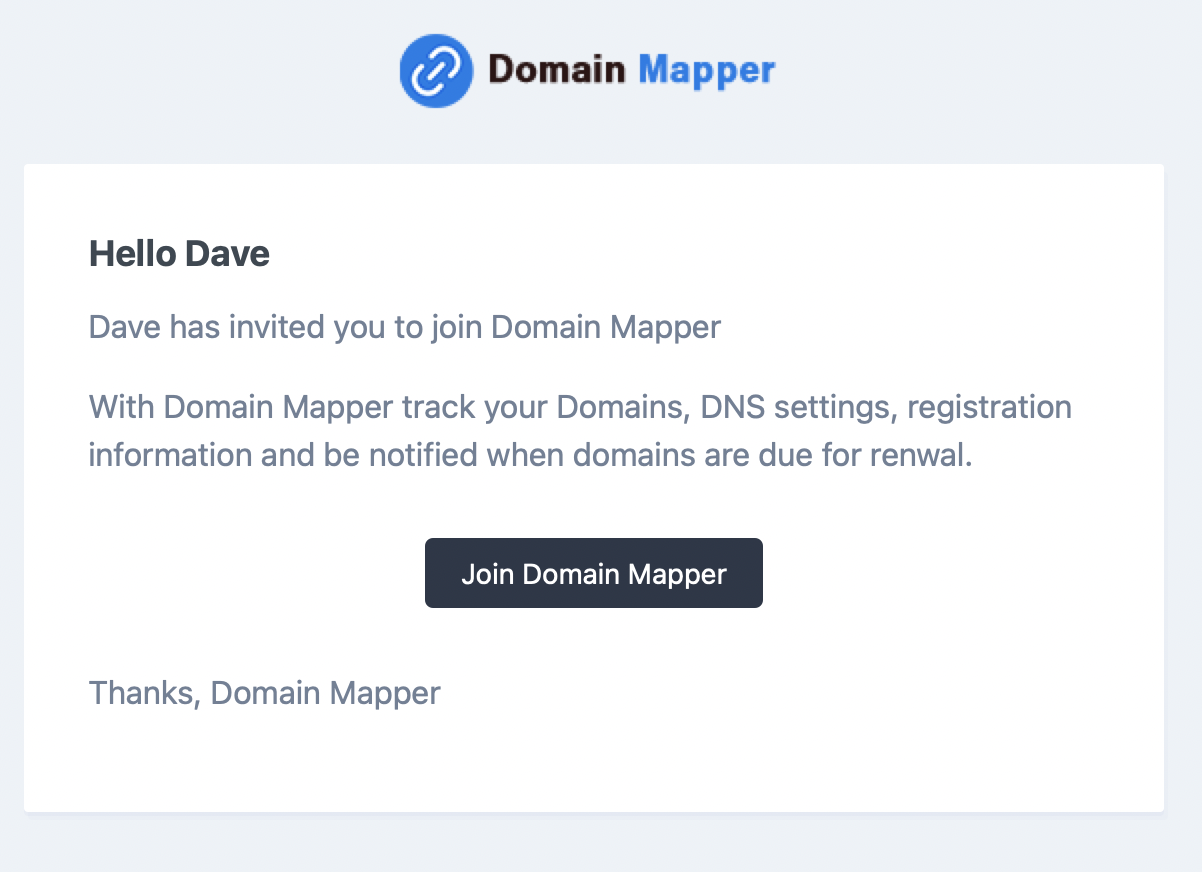 Domain Mapper
Hello Dave
Dave has invited you to join Domain Mapper
With Domain Mapper track your Domains, DNS settings, registration
information and be notified when domains are due for renwal.
Join Domain Mapper
Thanks, Domain Mapper